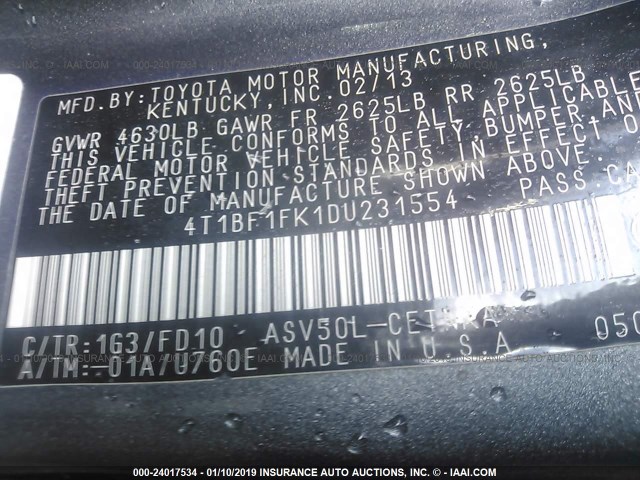 MFD. BY: TOYOTA MOTOR MANUFACTURING,
KENTUCKY, INC. 02/13
GVWR 4630LB GAWR FR 2625LB RR 2625LB
THIS VEHICLE CONFORMS TO ALL APPLICABLE
FEDERAL MOTOR VEHICLE SAFETY, BUMPER, AND
THEFT PREVENTION STANDARDS IN EFFECT O
THE DATE OF MANUFACTURE SHOWN ABOVE.
4T1BF1FK1DU231554 PASS CA
C/TR: 1G3/FD10 ASV50L-CETNKA
A/TM: -01A/U760E MADE IN U.S.A
000-24017534 - 01/10/2019 INSURANCE AUTO AUCTIONS, INC. - © - IAAI.COM